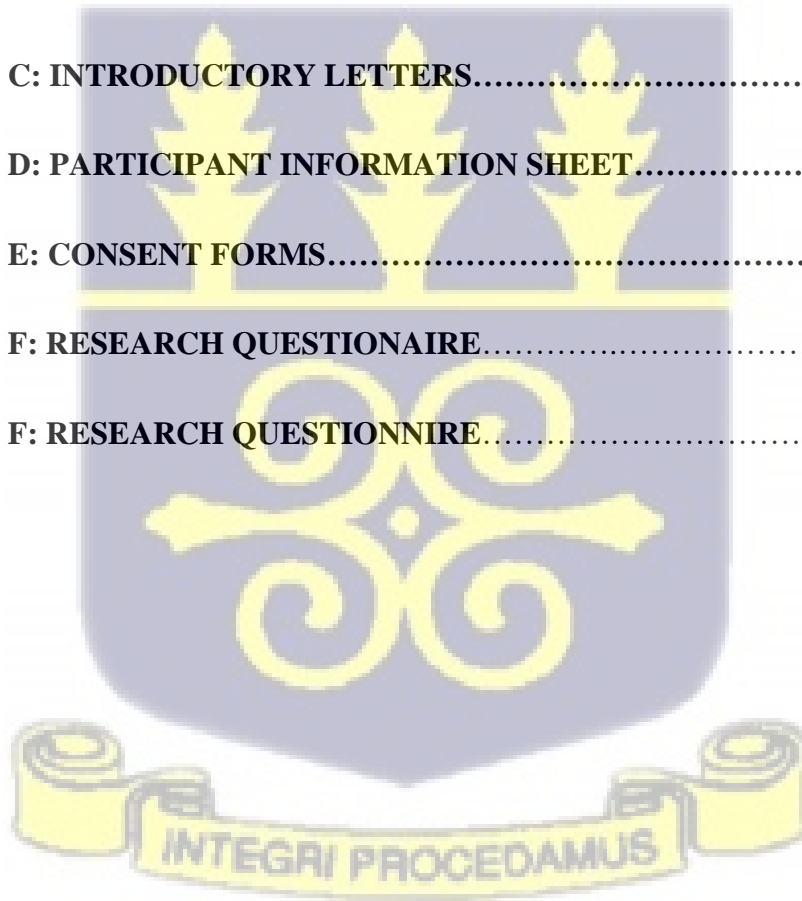 C: INTRODUCTORY LETTERS………………………………
D: PARTICIPANT INFORMATION SHEET……………
E: CONSENT FORMS…………………………………………
F: RESEARCH QUESTIONAIRE…………..………………
F: RESEARCH QUESTIONNIRE…………………………
INTEGRI PROCEDAMUS